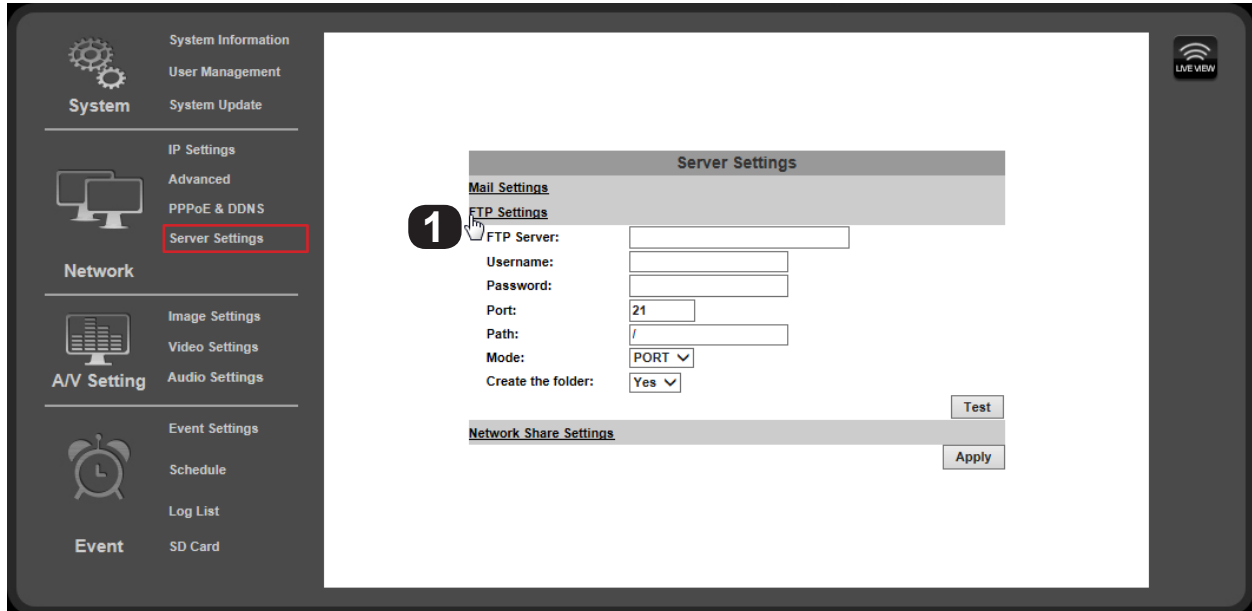 System Information
User Management
System Update
System
IP Settings
Advanced
PPPoE & DDNS
Server Settings
Network
Image Settings
Video Settings
Audio Settings
A/V Setting
Event Settings
Schedule
Log List
SD Card
Event
Server Settings
Mail Settings
1
FTP Settings
FTP Server:
Username:
Password:
Port: 21
Path: /
Mode: PORT
Create the folder: Yes
Test
Network Share Settings
Apply
LIVE VIEW